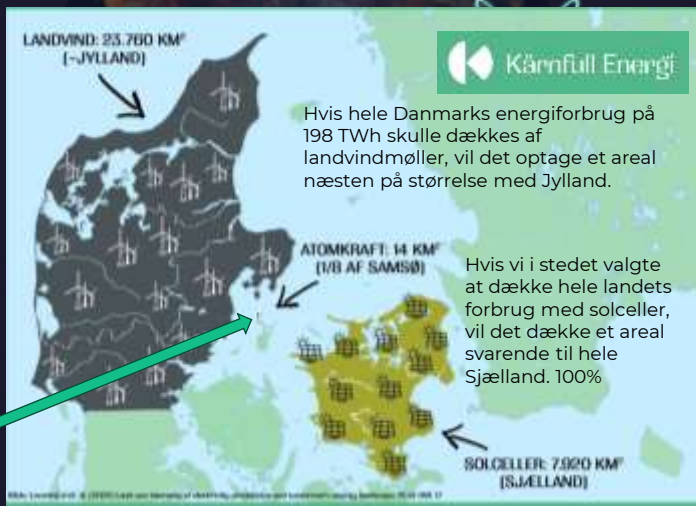 LANDVIND: 23.760 KM²
(~JYLLAND)
Kärnfull Energi
Hvis hele Danmarks energiforbrug på
198 TWh skulle dækkes af
landvindmøller, vil det optage et areal
næsten på størrelse med Jylland.
ATOMKRAFT: 14 KM²
(1/8 AF SAMSØ)
Hvis vi i stedet valgte
at dække hele landets
forbrug med solceller,
vil det dække et areal
svarende til hele
Sjælland. 100%
SOLCELLER: 7.920 KM²
(SJÆLLAND)